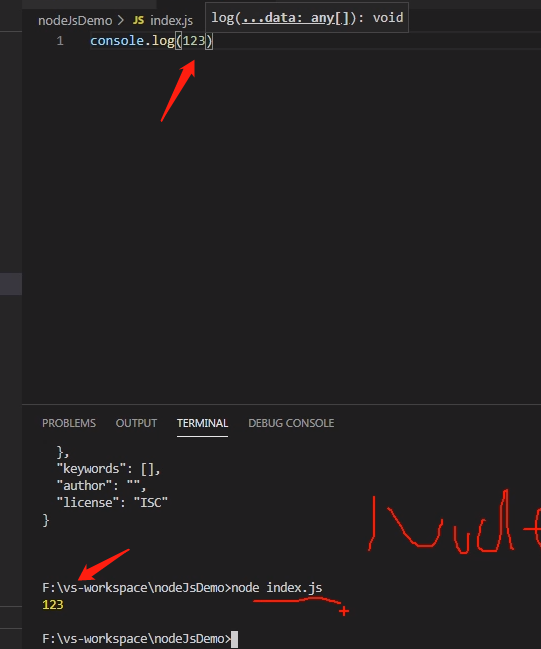 nodeJsDemo > JS index.js
log(...data: any[]): void
1 console.log(123)
PROBLEMS OUTPUT TERMINAL DEBUG CONSOLE
},
"keywords": [],
"author": "",
"license": "ISC"
}
F:\vs-workspace\nodeJsDemo>node index.js
123
F:\vs-workspace\nodeJsDemo>